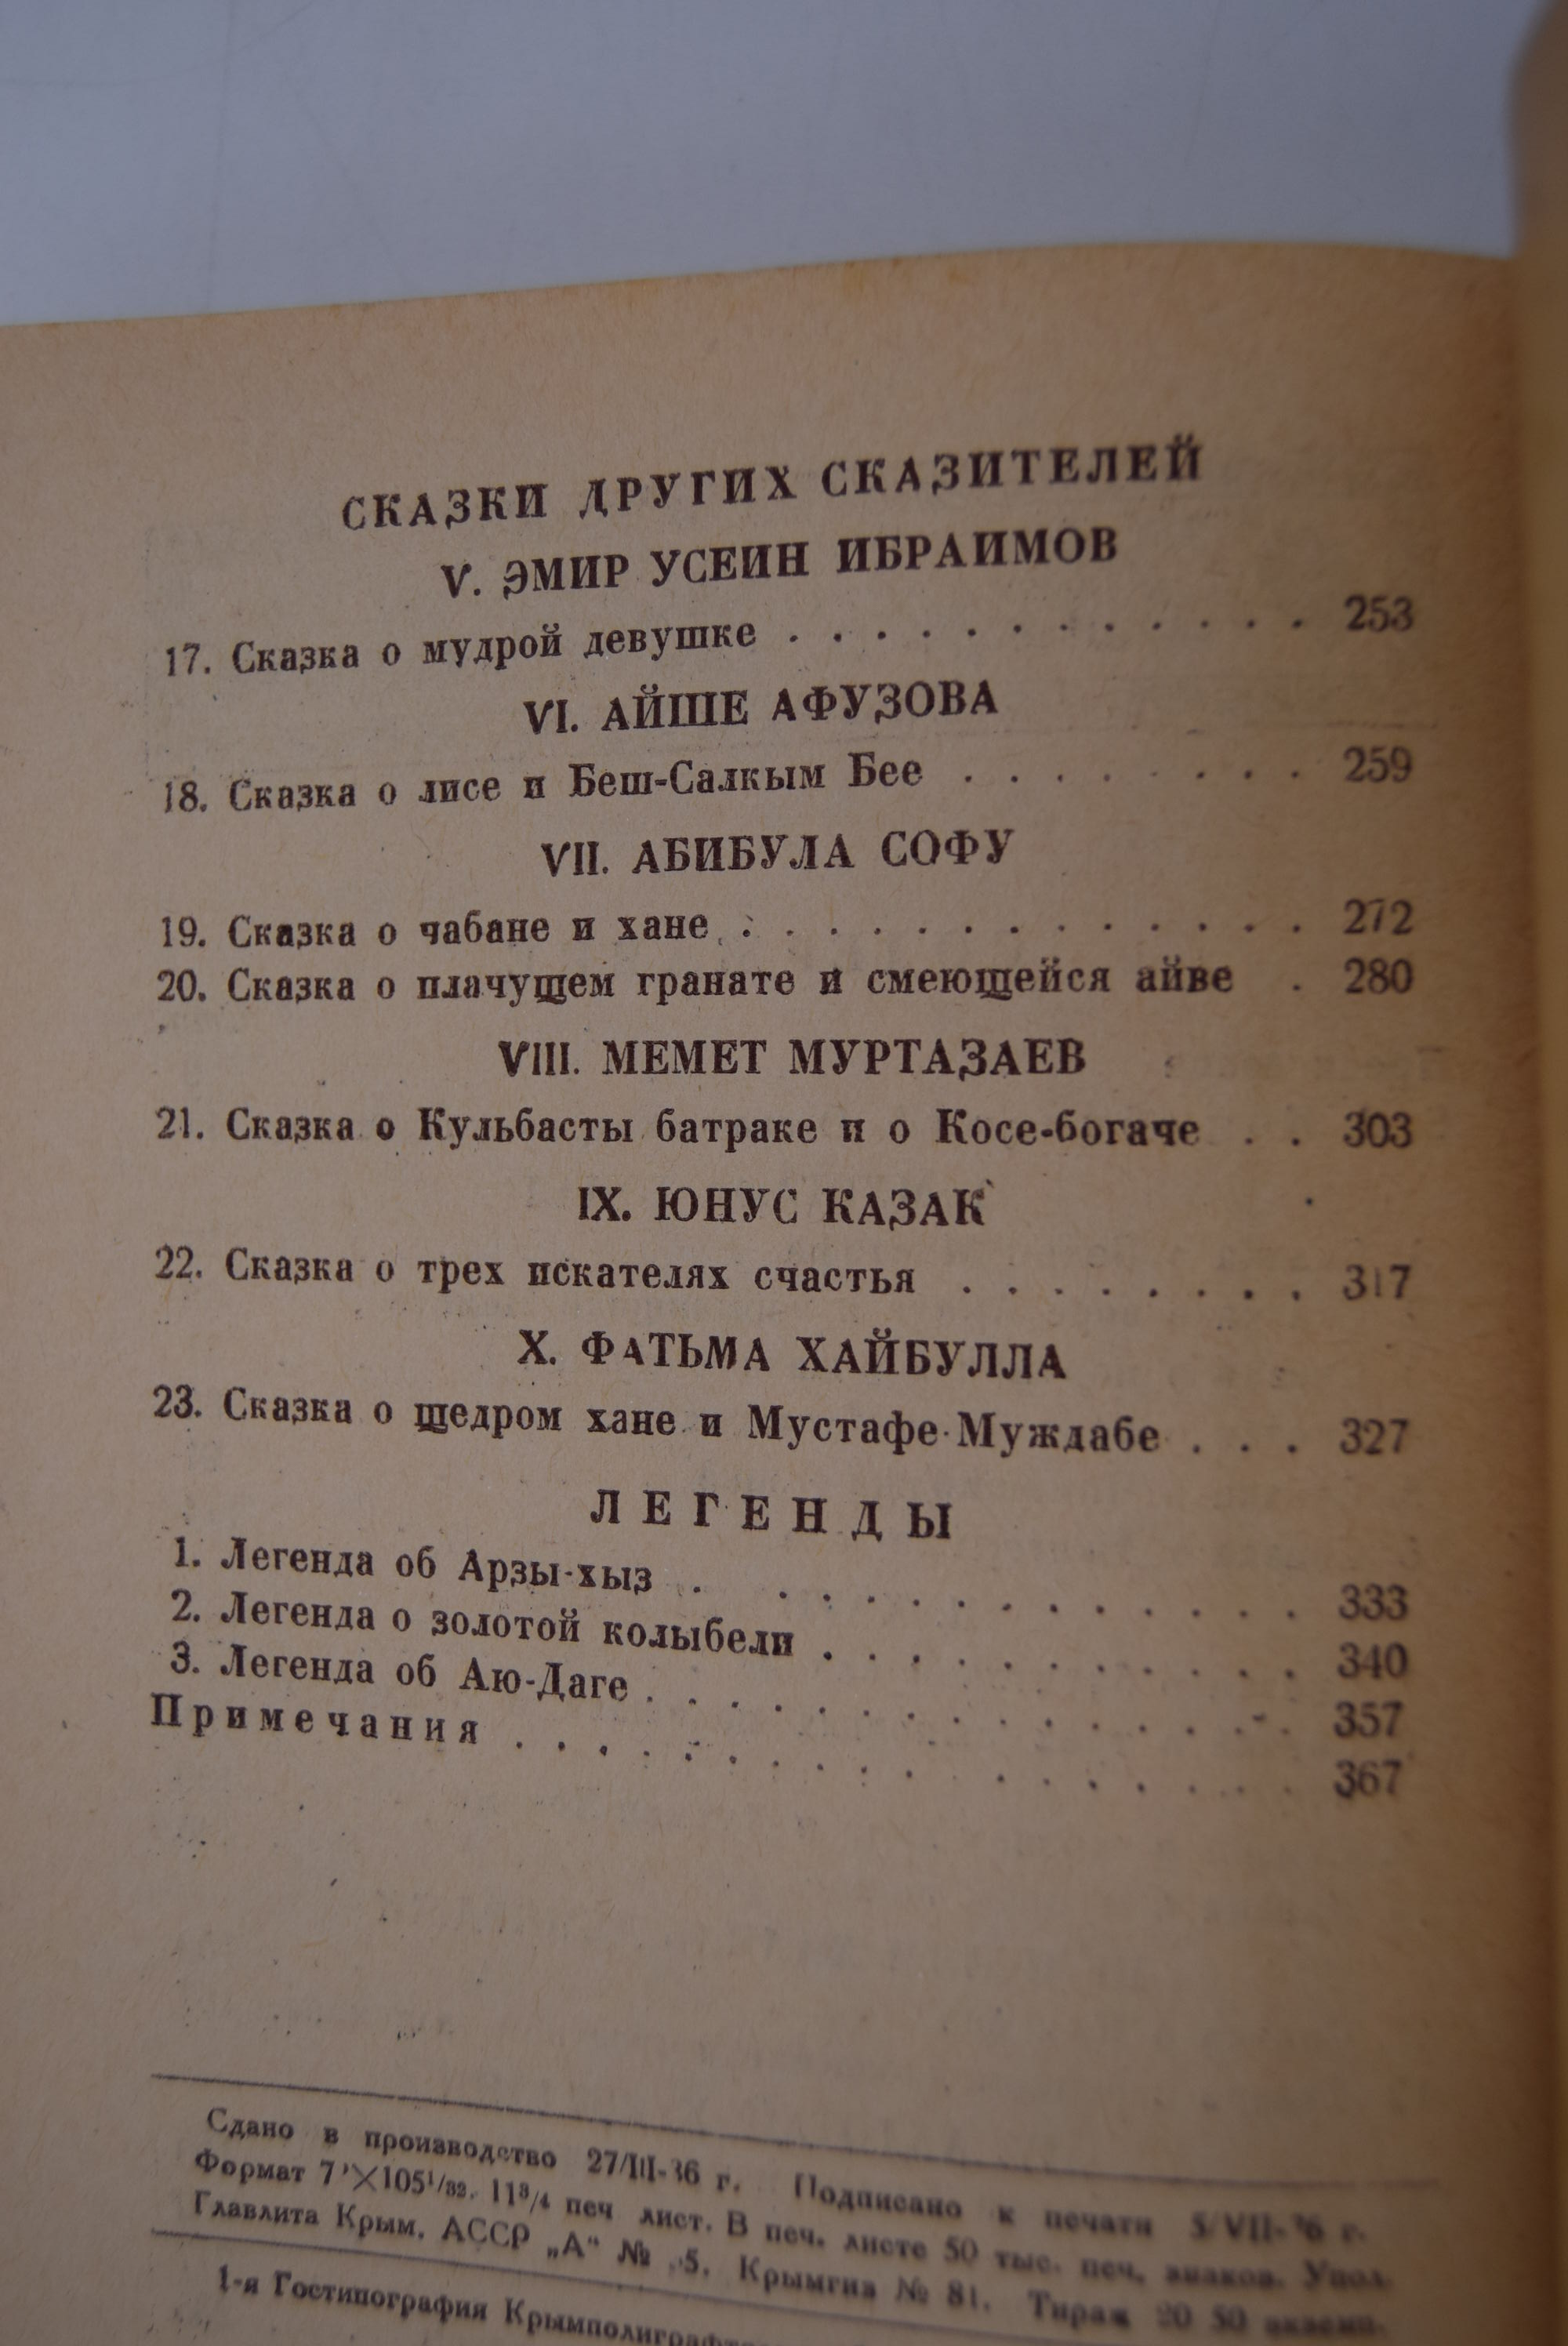 СКАЗКИ ДРУГИХ СКАЗИТЕЛЕЙ
V. ЭМИР УСЕИН ИБРАИМОВ
17. Сказка о мудрой девушке . . . . . . . . . . . . 253
VI. АЙШЕ АФУЗОВА
18. Сказка о лисе и Беш-Салкым Бее . . . . . . . . 259
VII. АБИБУЛА СОФУ
19. Сказка о чабане и хане . . . . . . . . . . . . . 272
20. Сказка о плачущем гранате и смеющейся айве . 280
VIII. МЕМЕТ МУРТАЗАЕВ
21. Сказка о Кульбасты батраке и о Косе-богаче . . 303
IX. ЮНУС КАЗАК
22. Сказка о трех искателях счастья . . . . . . . . 317
X. ФАТЬМА ХАЙБУЛЛА
23. Сказка о щедром хане и Мустафе Муждабе . . . 327
ЛЕГЕНДЫ
1. Легенда об Арзы-хыз . . . . . . . . . . . . . 333
2. Легенда о золотой колыбели . . . . . . . . . . . 340
3. Легенда об Аю-Даге . . . . . . . . . . . . . . . 357
Примечания . . . . . . . . . . . . . . . . . 367
Сдано в производство 27/III-36 г. Подписано к печати 5/VII-36 г.
Формат 11 3/4 печ лист. В печ. листе 50 тыс. печ. знаков. Упол.
Главлита Крым. АССР „А“ № Крымгиз № 81. Тираж экземп.
1-я Гостипография